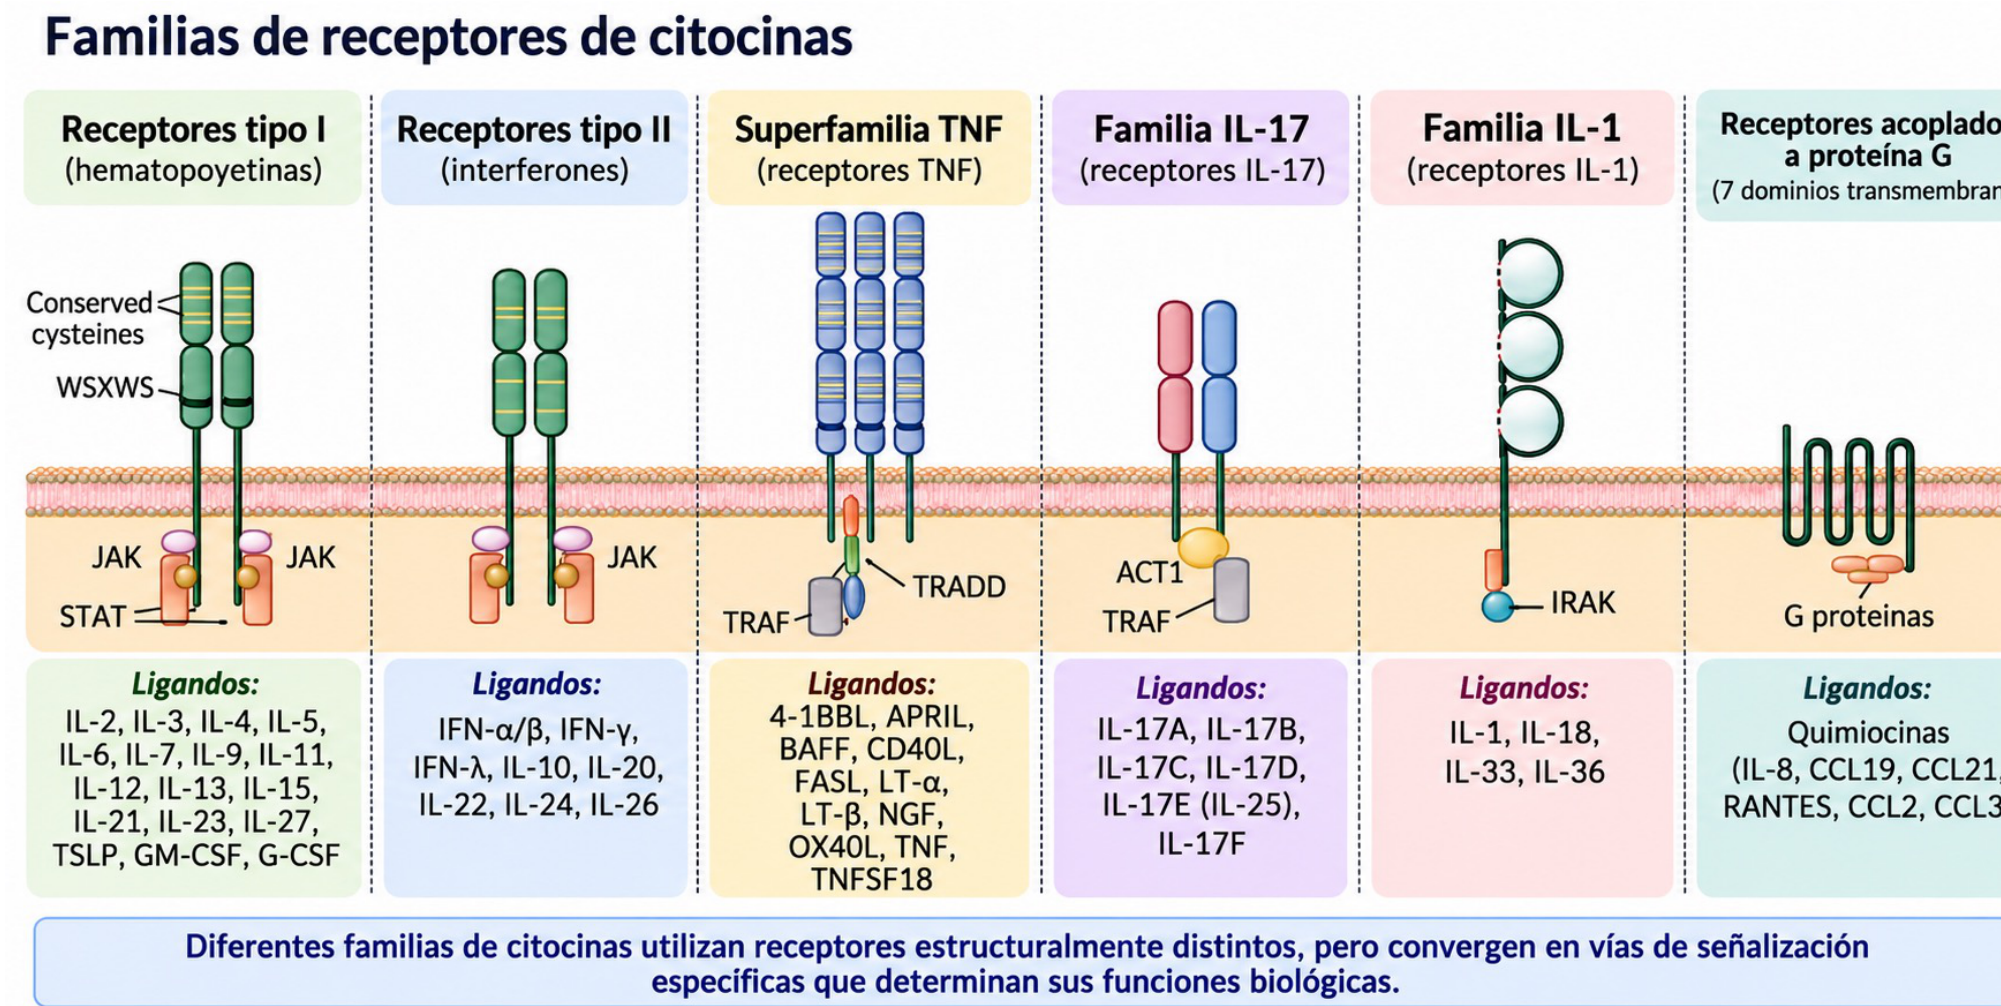 Familias de receptores de citocinas
Receptores tipo I
(hematopoyetinas)
Receptores tipo II
(interferones)
Superfamilia TNF
(receptores TNF)
Familia IL-17
(receptores IL-17)
Familia IL-1
(receptores IL-1)
Receptores acoplado
a proteína G
(7 dominios transmembran
Conserved
cysteines
WSXWS
JAK
JAK
STAT
JAK
TRADD
TRAF
ACT1
TRAF
IRAK
G proteinas
Ligandos:
IL-2, IL-3, IL-4, IL-5,
IL-6, IL-7, IL-9, IL-11,
IL-12, IL-13, IL-15,
IL-21, IL-23, IL-27,
TSLP, GM-CSF, G-CSF
Ligandos:
IFN-α/β, IFN-γ,
IFN-λ, IL-10, IL-20,
IL-22, IL-24, IL-26
Ligandos:
4-1BBL, APRIL,
BAFF, CD40L,
FASL, LT-α,
LT-β, NGF,
OX40L, TNF,
TNFSF18
Ligandos:
IL-17A, IL-17B,
IL-17C, IL-17D,
IL-17E (IL-25),
IL-17F
Ligandos:
IL-1, IL-18,
IL-33, IL-36
Ligandos:
Quimiocinas
(IL-8, CCL19, CCL21,
RANTES, CCL2, CCL3
Diferentes familias de citocinas utilizan receptores estructuralmente distintos, pero convergen en vías de señalización
específicas que determinan sus funciones biológicas.